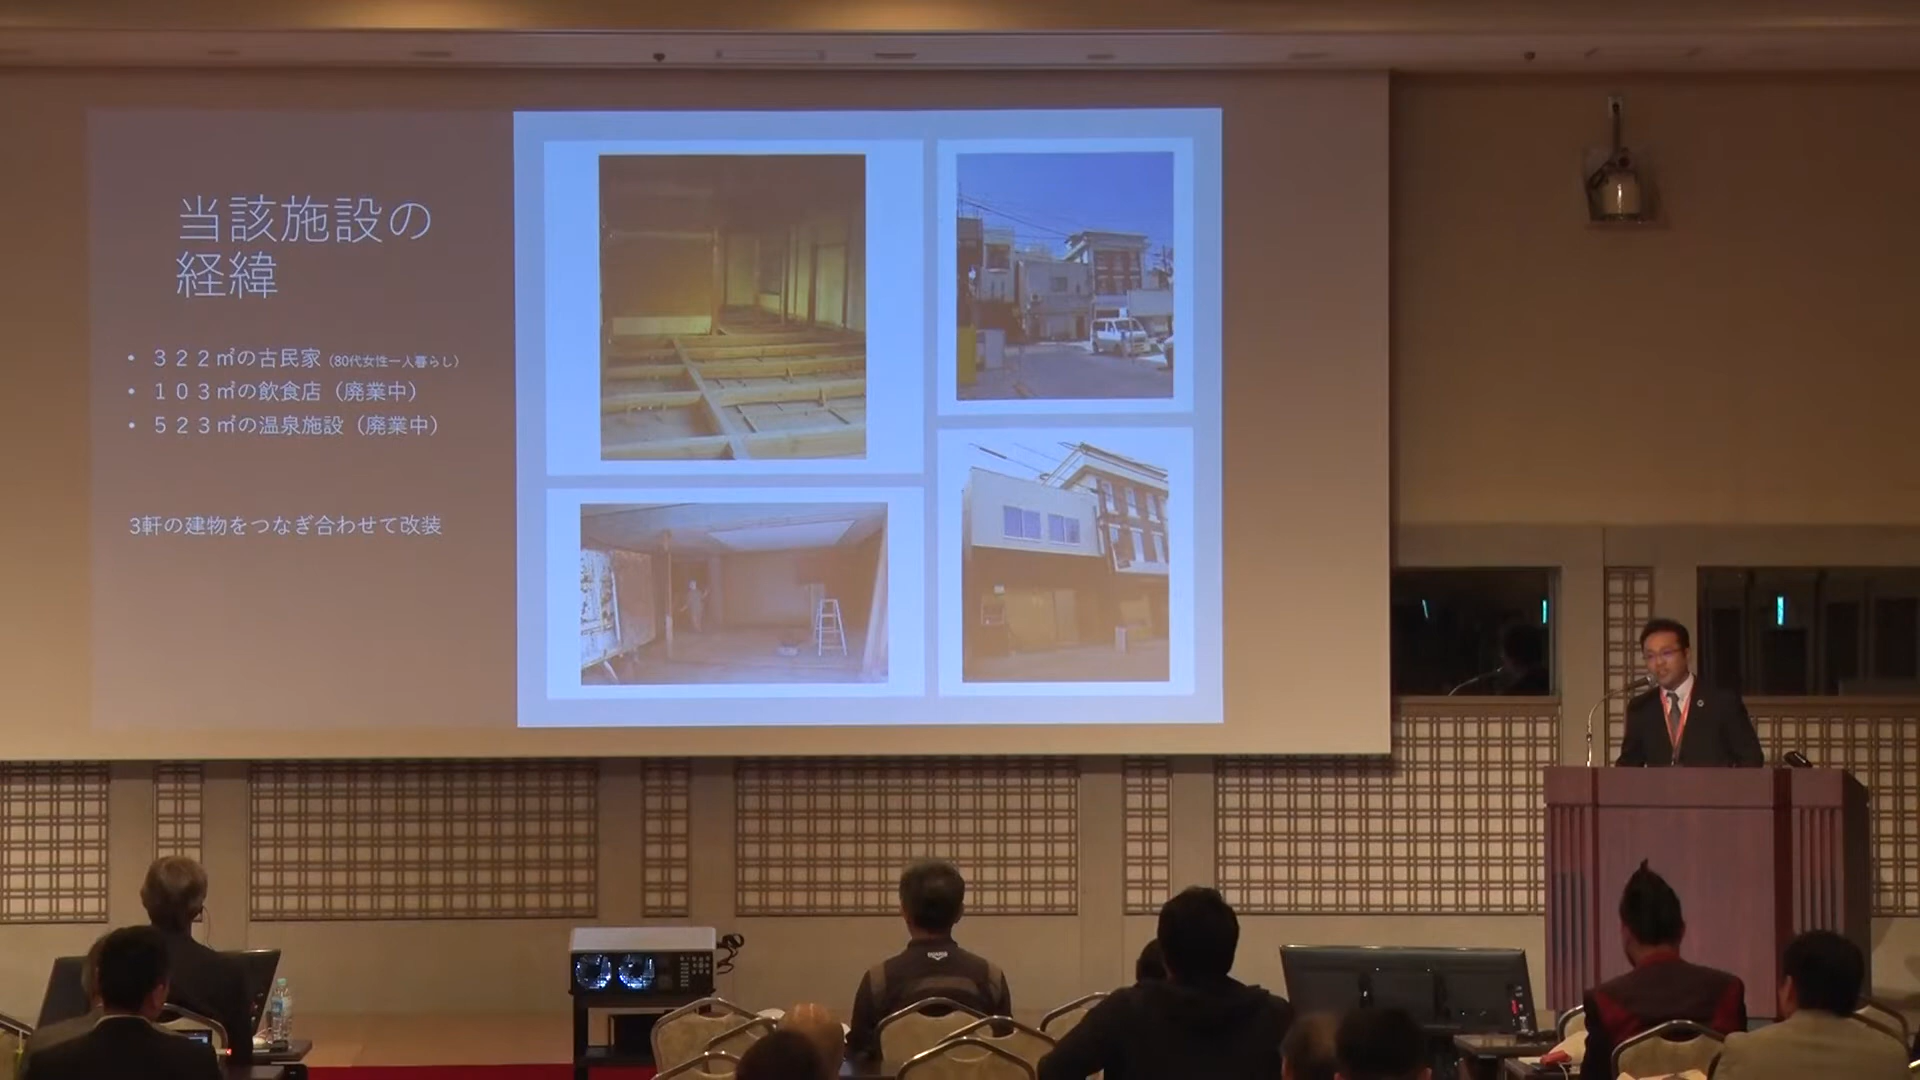 当該施設の
経緯
• ３２２㎡の古民家（80代女性一人暮らし）
• １０３㎡の飲食店（廃業中）
• ５２３㎡の温泉施設（廃業中）
3軒の建物をつなぎ合わせて改装